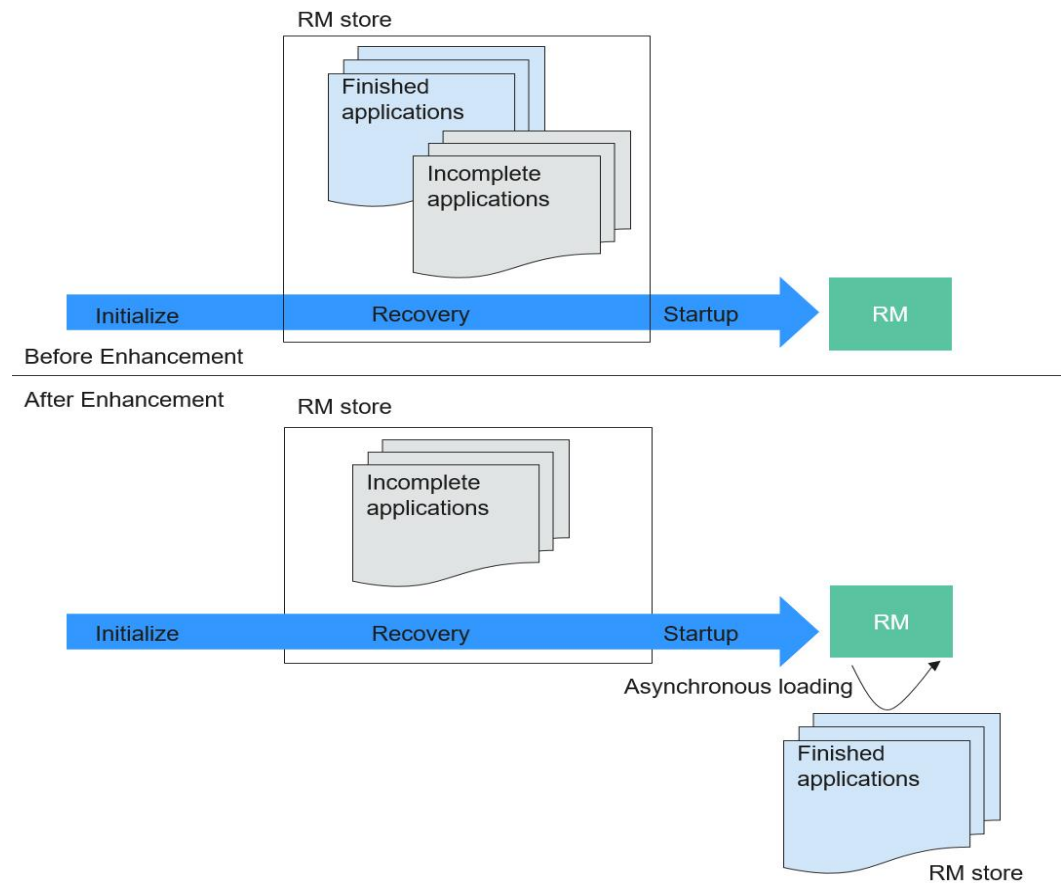 RM store
Finished
applications
Incomplete
applications
Initialize
Recovery
Startup
RM
Before Enhancement
After Enhancement
RM store
Incomplete
applications
Initialize
Recovery
Startup
RM
Asynchronous loading
Finished
applications
RM store